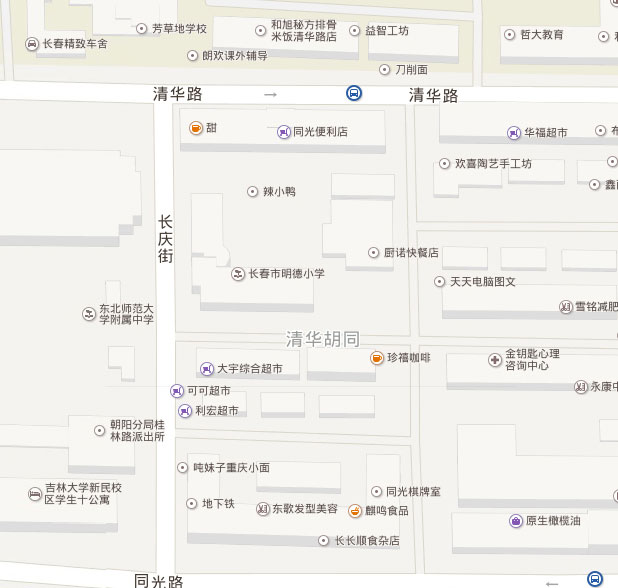 芳草地学校
和旭秘方排骨
米饭清华路店
益智工坊
哲大教育
长春精致车舍
朗欢课外辅导
刀削面
清华路
清华路
甜
同光便利店
华福超市
欢喜陶艺手工坊
辣小鸭
长庆街
厨诺快餐店
长春市明德小学
天天电脑图文
东北师范大
学附属中学
雪铭减肥
清华胡同
珍禧咖啡
金钥匙心理
咨询中心
大宇综合超市
可可超市
永康中
利宏超市
朝阳分局桂
林路派出所
吨妹子重庆小面
吉林大学新民校
区学生十公寓
地下铁
东歌发型美容
同光棋牌室
麒鸣食品
原生橄榄油
长长顺食杂店
同光路